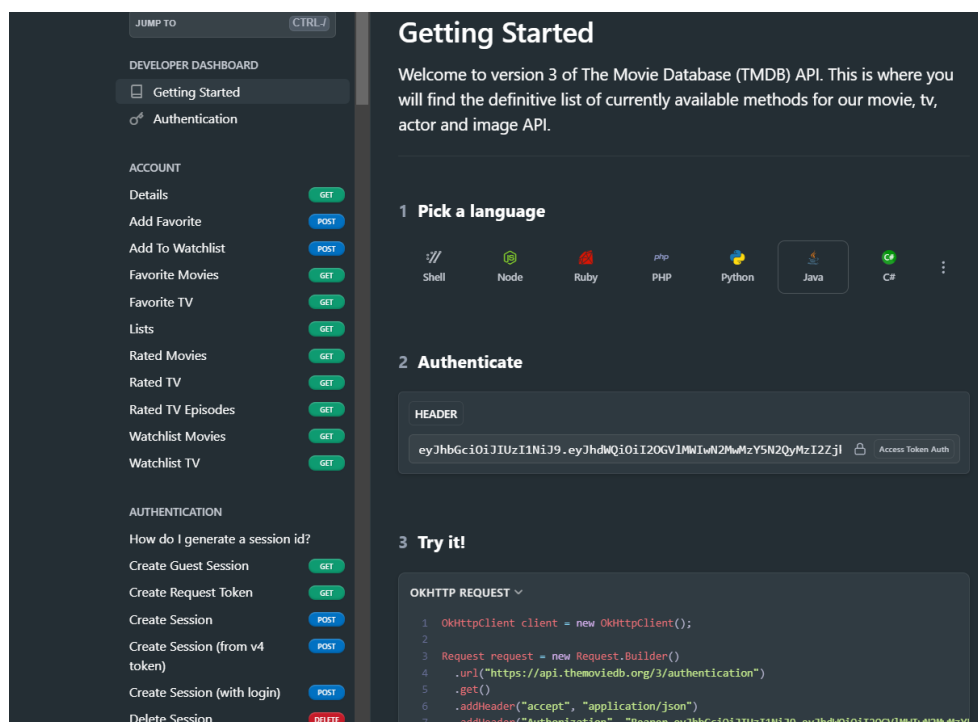 JUMP TO CTRL-/
DEVELOPER DASHBOARD
Getting Started
Authentication
ACCOUNT
Details GET
Add Favorite POST
Add To Watchlist POST
Favorite Movies GET
Favorite TV GET
Lists GET
Rated Movies GET
Rated TV GET
Rated TV Episodes GET
Watchlist Movies GET
Watchlist TV GET
AUTHENTICATION
How do I generate a session id?
Create Guest Session GET
Create Request Token GET
Create Session POST
Create Session (from v4 POST
token)
Create Session (with login) POST
Delete Session DELETE
Getting Started
Welcome to version 3 of The Movie Database (TMDB) API. This is where you
will find the definitive list of currently available methods for our movie, tv,
actor and image API.
1 Pick a language
Shell Node Ruby php PHP Python Java C# C#
2 Authenticate
HEADER
eyJhbGciOiJIUzI1NiJ9.eyJhdWQiOiI2OGVlMWIwN2MwMzY5N2QyMzI2Zjl Access Token Auth
3 Try it!
OKHTTP REQUEST
1 OkHttpClient client = new OkHttpClient();
2
3 Request request = new Request.Builder()
4 .url("https://api.themoviedb.org/3/authentication")
5 .get()
6 .addHeader("accept", "application/json")